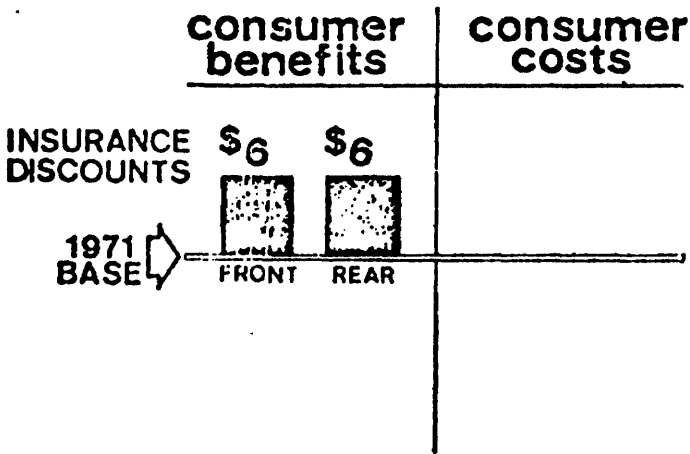 consumer
benefits
consumer
costs
INSURANCE
DISCOUNTS
$6 $6
1971
BASE
FRONT REAR